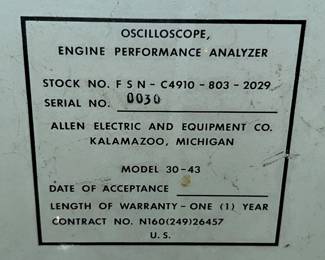 OSCILLOSCOPE,
ENGINE PERFORMANCE ANALYZER
STOCK NO. F S N - C4910 - 803 - 2029
SERIAL NO. 0030
ALLEN ELECTRIC AND EQUIPMENT CO.
KALAMAZOO, MICHIGAN
MODEL 30-43
DATE OF ACCEPTANCE
LENGTH OF WARRANTY - ONE (1) YEAR
CONTRACT NO. N160(249)26457
U. S.